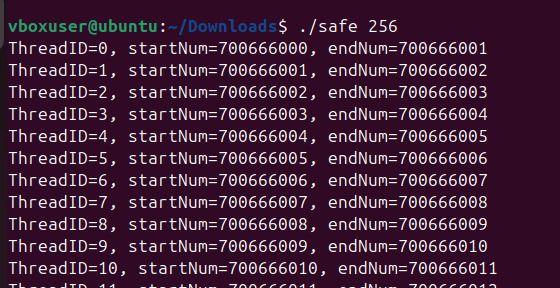 vboxuser@ubuntu:~/Downloads$ ./safe 256
ThreadID=0, startNum=700666000, endNum=700666001
ThreadID=1, startNum=700666001, endNum=700666002
ThreadID=2, startNum=700666002, endNum=700666003
ThreadID=3, startNum=700666003, endNum=700666004
ThreadID=4, startNum=700666004, endNum=700666005
ThreadID=5, startNum=700666005, endNum=700666006
ThreadID=6, startNum=700666006, endNum=700666007
ThreadID=7, startNum=700666007, endNum=700666008
ThreadID=8, startNum=700666008, endNum=700666009
ThreadID=9, startNum=700666009, endNum=700666010
ThreadID=10, startNum=700666010, endNum=700666011